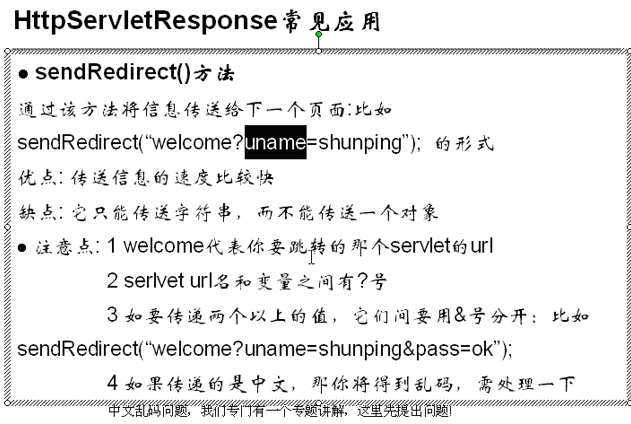 HttpServletResponse常见应用
● sendRedirect()方法
通过该方法将信息传送给下一个页面:比如
sendRedirect(“welcome?uname=shunping”); 的形式
优点: 传送信息的速度比较快
缺点: 它只能传送字符串，而不能传送一个对象
● 注意点: 1 welcome代表你要跳转的那个servlet的url
2 serlvet url名和变量之间有?号
3 如要传递两个以上的值，它们间要用&号分开：比如
sendRedirect(“welcome?uname=shunping&pass=ok”);
4 如果传递的是中文，那你将得到乱码，需处理一下
中文乱码问题，我们专门有一个专题讲解，这里先提出问题!